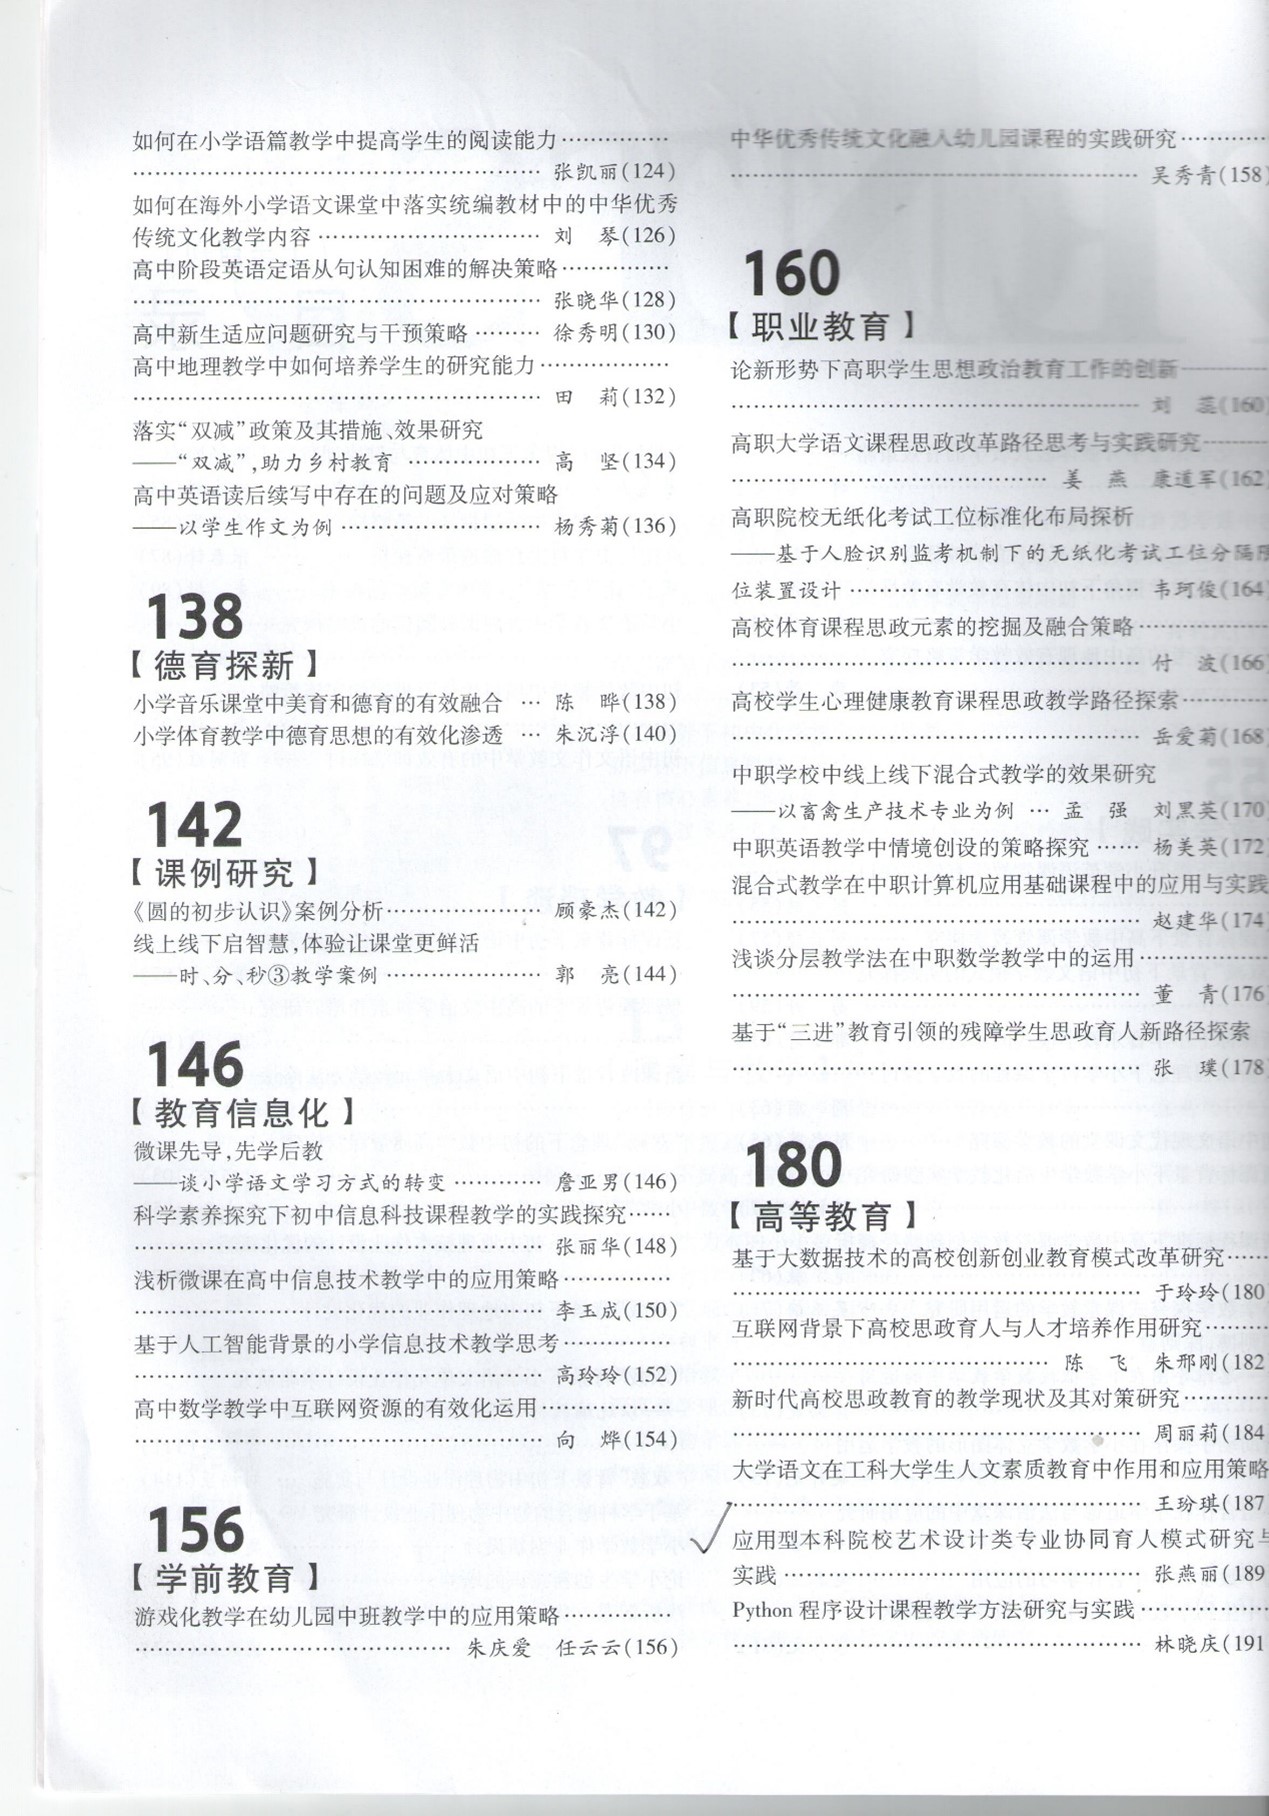 如何在小学语篇教学中提高学生的阅读能力……………
……………………………………………… 张凯丽(124)
如何在海外小学语文课堂中落实统编教材中的中华优秀
传统文化教学内容 ………………………… 刘　琴(126)
高中阶段英语定语从句认知困难的解决策略……………
……………………………………………… 张晓华(128)
高中新生适应问题研究与干预策略 ……… 徐秀明(130)
高中地理教学中如何培养学生的研究能力………………
……………………………………………… 田　莉(132)
落实“双减”政策及其措施、效果研究
——“双减”,助力乡村教育 ……………… 高　坚(134)
高中英语读后续写中存在的问题及应对策略
——以学生作文为例 ……………………… 杨秀菊(136)
138
【德育探新】
小学音乐课堂中美育和德育的有效融合 … 陈　晔(138)
小学体育教学中德育思想的有效化渗透 … 朱沉浮(140)
142
【课例研究】
《圆的初步认识》案例分析………………… 顾豪杰(142)
线上线下启智慧,体验让课堂更鲜活
——时、分、秒③教学案例 ………………… 郭　亮(144)
146
【教育信息化】
微课先导,先学后教
——谈小学语文学习方式的转变 ………… 詹亚男(146)
科学素养探究下初中信息科技课程教学的实践探究……
……………………………………………… 张丽华(148)
浅析微课在高中信息技术教学中的应用策略……………
……………………………………………… 李玉成(150)
基于人工智能背景的小学信息技术教学思考……………
……………………………………………… 高玲玲(152)
高中数学教学中互联网资源的有效化运用………………
……………………………………………… 向　烨(154)
156
【学前教育】
游戏化教学在幼儿园中班教学中的应用策略……………
…………………………………… 朱庆爱　任云云(156)
中华优秀传统文化融入幼儿园课程的实践研究…………
……………………………………………… 吴秀青(158)
160
【职业教育】
论新形势下高职学生思想政治教育工作的创新…………
……………………………………………… 刘　蕊(160)
高职大学语文课程思政改革路径思考与实践研究………
…………………………………… 姜　燕　康道军(162)
高职院校无纸化考试工位标准化布局探析
——基于人脸识别监考机制下的无纸化考试工位分隔限
位装置设计 ………………………………… 韦珂俊(164)
高校体育课程思政元素的挖掘及融合策略………………
……………………………………………… 付　波(166)
高校学生心理健康教育课程思政教学路径探索…………
……………………………………………… 岳爱菊(168)
中职学校中线上线下混合式教学的效果研究
——以畜禽生产技术专业为例 … 孟　强　刘黑英(170)
中职英语教学中情境创设的策略探究 …… 杨美英(172)
混合式教学在中职计算机应用基础课程中的应用与实践
……………………………………………… 赵建华(174)
浅谈分层教学法在中职数学教学中的运用………………
……………………………………………… 董　青(176)
基于“三进”教育引领的残障学生思政育人新路径探索
……………………………………………… 张　璞(178)
180
【高等教育】
基于大数据技术的高校创新创业教育模式改革研究……
……………………………………………… 于玲玲(180
互联网背景下高校思政育人与人才培养作用研究………
…………………………………… 陈　飞　朱邢刚(182
新时代高校思政教育的教学现状及其对策研究…………
……………………………………………… 周丽莉(184
大学语文在工科大学生人文素质教育中作用和应用策略
……………………………………………… 王玢琪(187
应用型本科院校艺术设计类专业协同育人模式研究与
实践 ………………………………………… 张燕丽(189
Python 程序设计课程教学方法研究与实践………………
……………………………………………… 林晓庆(191